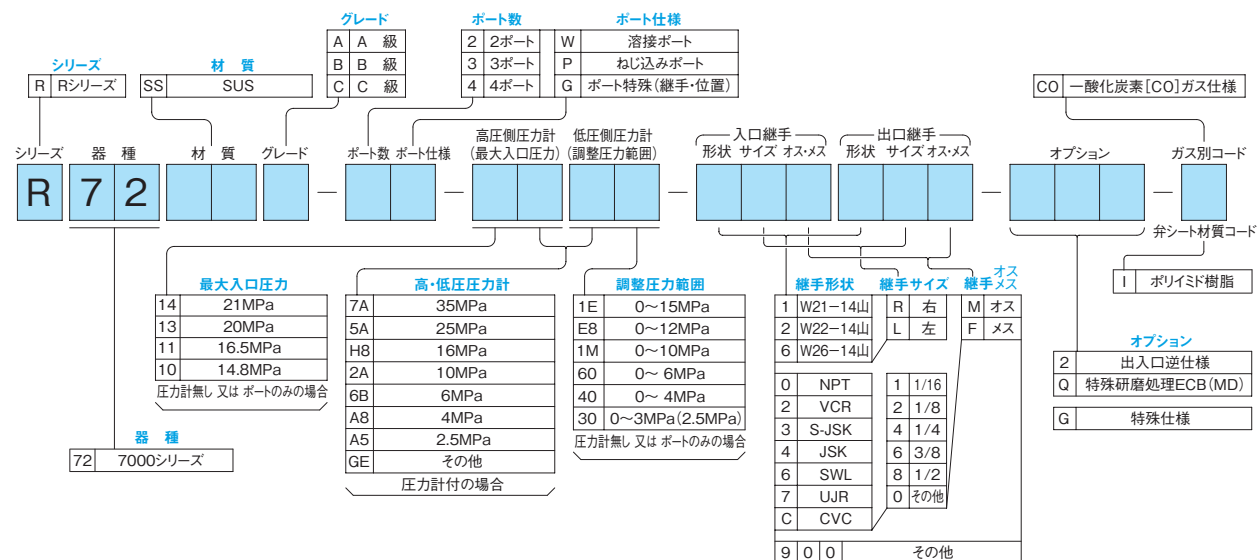 グレード
A A 級
B B 級
C C 級
ポート数
2 2ポート
3 3ポート
4 4ポート
ポート仕様
W 溶接ポート
P ねじ込みポート
G ポート特殊(継手・位置)
シリーズ
R Rシリーズ
材 質
SS SUS
CO 一酸化炭素[CO]ガス仕様
シリーズ 器 種 材 質 グレード ポート数 ポート仕様
高圧側圧力計
(最大入口圧力)
低圧側圧力計
(調整圧力範囲)
入口継手
形状 サイズ オス・メス
出口継手
形状 サイズ オス・メス
オプション
ガス別コード
R 7 2 — — — — —
弁シート材質コード
I ポリイミド樹脂
最大入口圧力
14 21MPa
13 20MPa
11 16.5MPa
10 14.8MPa
圧力計無し 又は ポートのみの場合
器 種
72 7000シリーズ
高・低圧圧力計
7A 35MPa
5A 25MPa
H8 16MPa
2A 10MPa
6B 6MPa
A8 4MPa
A5 2.5MPa
GE その他
圧力計付の場合
調整圧力範囲
1E 0〜15MPa
E8 0〜12MPa
1M 0〜10MPa
60 0〜 6MPa
40 0〜 4MPa
30 0〜3MPa(2.5MPa)
圧力計無し 又は ポートのみの場合
継手形状
1 W21−14山
2 W22−14山
6 W26−14山
0 NPT
2 VCR
3 S-JSK
4 JSK
6 SWL
7 UJR
C CVC
9 0 0 その他
継手サイズ
R 右
L 左
1 1/16
2 1/8
4 1/4
6 3/8
8 1/2
0 その他
継手オスメス
M オス
F メス
オプション
2 出入口逆仕様
Q 特殊研磨処理ECB(MD)
G 特殊仕様